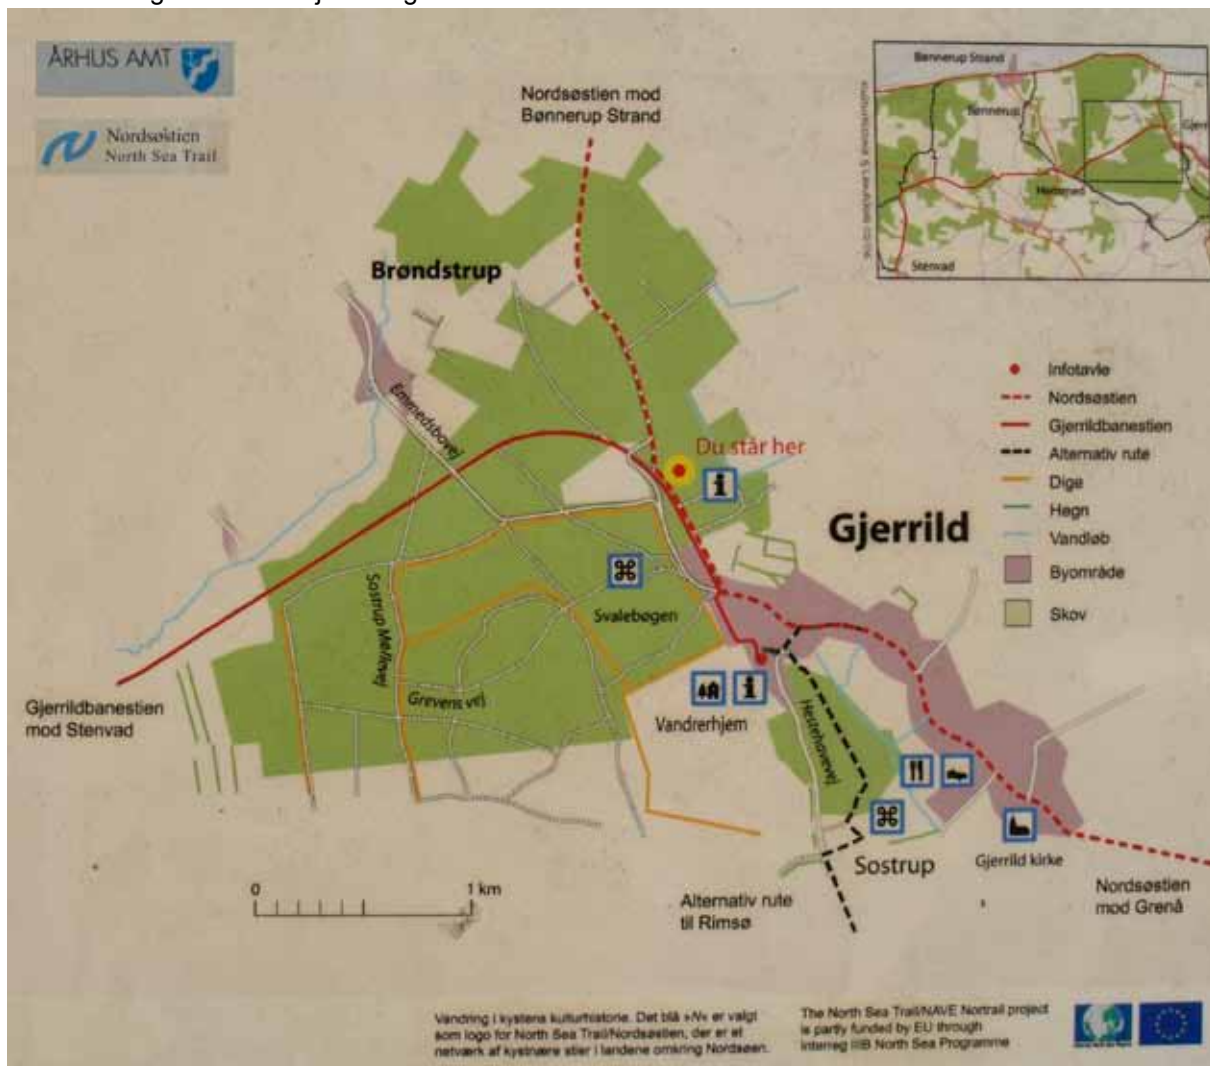 ÅRHUS AMT
Nordsøstien
North Sea Trail
Nordsøstien mod
Bønnerup Strand
Bønnerup Strand
Bønnerup
Stenvad
Brøndstrup
Emmedsbovej
Du står her
Infotavle
Nordsøstien
Gjerrildbanestien
Alternativ rute
Dige
Hegn
Vandløb
Byområde
Skov
Gjerrild
Sostrup Møllevej
Svalebøgen
Grevens vej
Gjerrildbanestien
mod Stenvad
Vandrerhjem
Hestehavevej
Sostrup
Gjerrild kirke
Nordsøstien
mod Grenå
Alternativ rute
til Rimsø
0 1 km
Vandring i kystens kulturhistorie. Det blå »N« er valgt
som logo for North Sea Trail/Nordsøstien, der er et
netværk af kystnære stier i landene omkring Nordsøen.
The North Sea Trail/NAVE Nortrail project
is partly funded by EU through
Interreg IIIB North Sea Programme